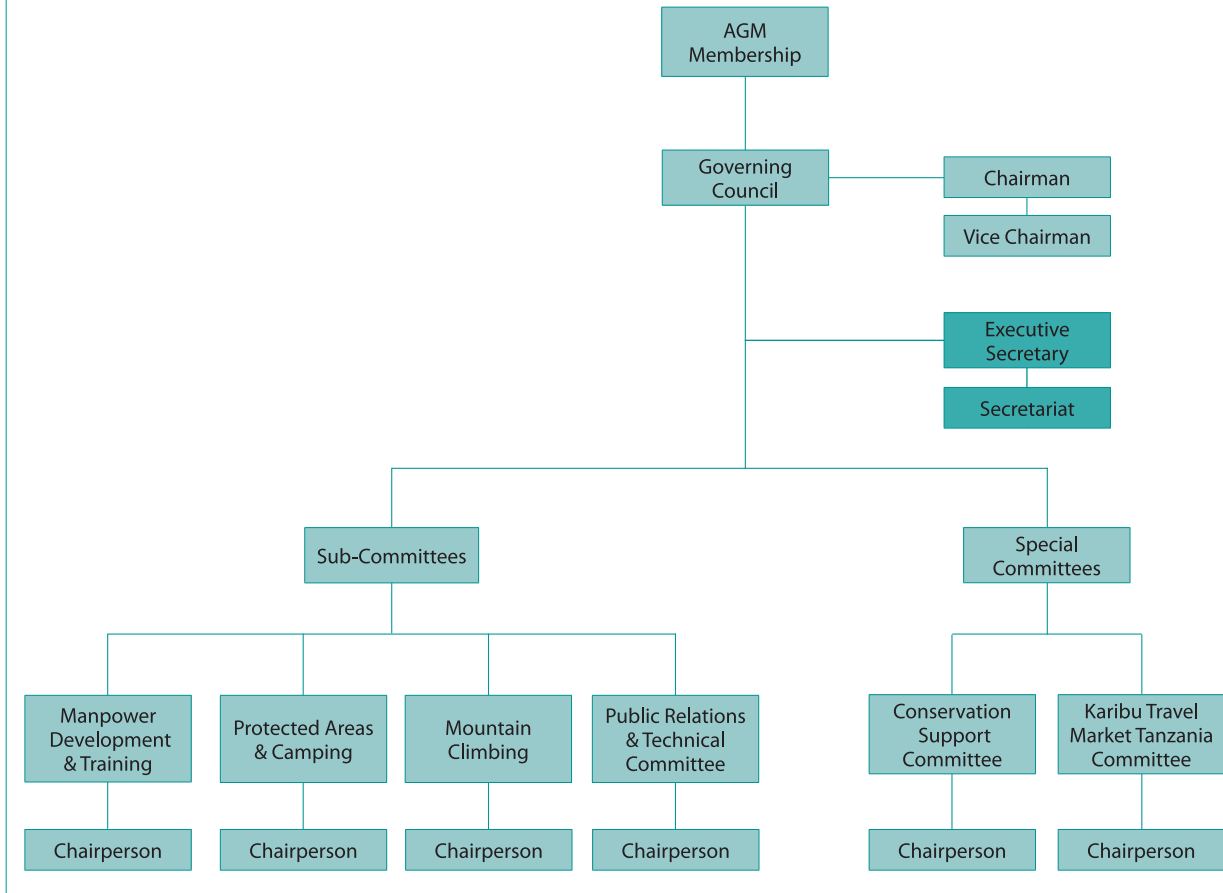 AGM
Membership
Governing
Council
Chairman
Vice Chairman
Executive
Secretary
Secretariat
Sub-Committees
Special
Committees
Manpower
Development
& Training
Protected Areas
& Camping
Mountain
Climbing
Public Relations
& Technical
Committee
Conservation
Support
Committee
Karibu Travel
Market Tanzania
Committee
Chairperson
Chairperson
Chairperson
Chairperson
Chairperson
Chairperson